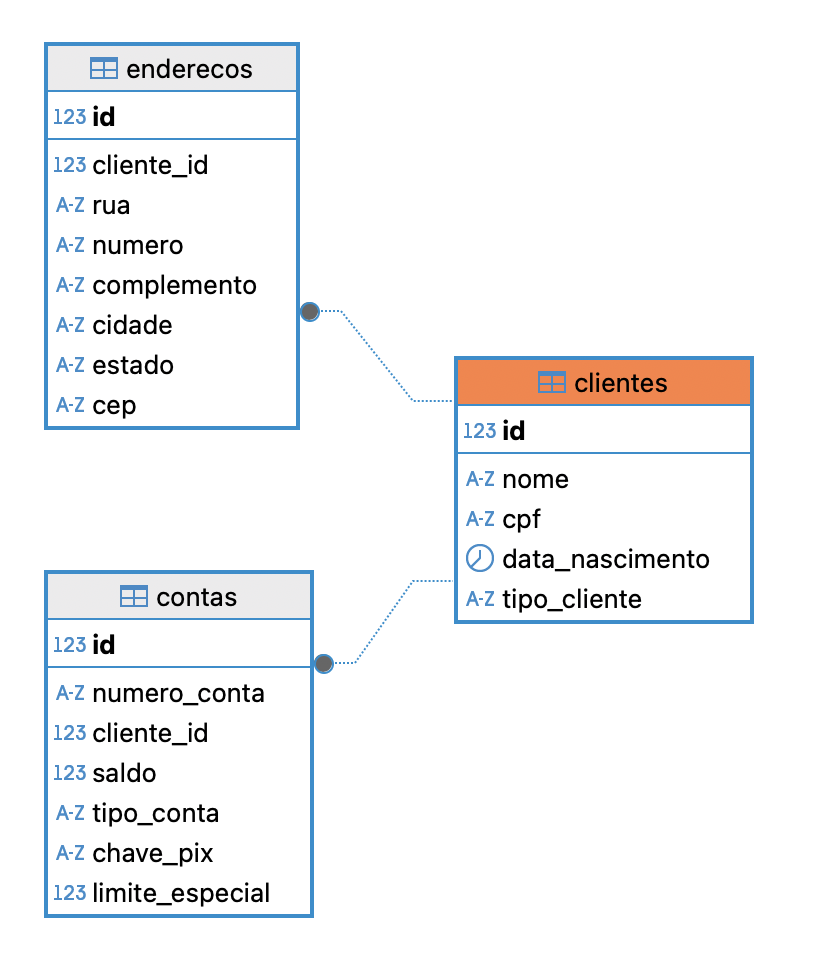 enderecos
123 id
123 cliente_id
A-Z rua
A-Z numero
A-Z complemento
A-Z cidade
A-Z estado
A-Z cep
clientes
123 id
A-Z nome
A-Z cpf
data_nascimento
A-Z tipo_cliente
contas
123 id
A-Z numero_conta
123 cliente_id
123 saldo
A-Z tipo_conta
A-Z chave_pix
123 limite_especial